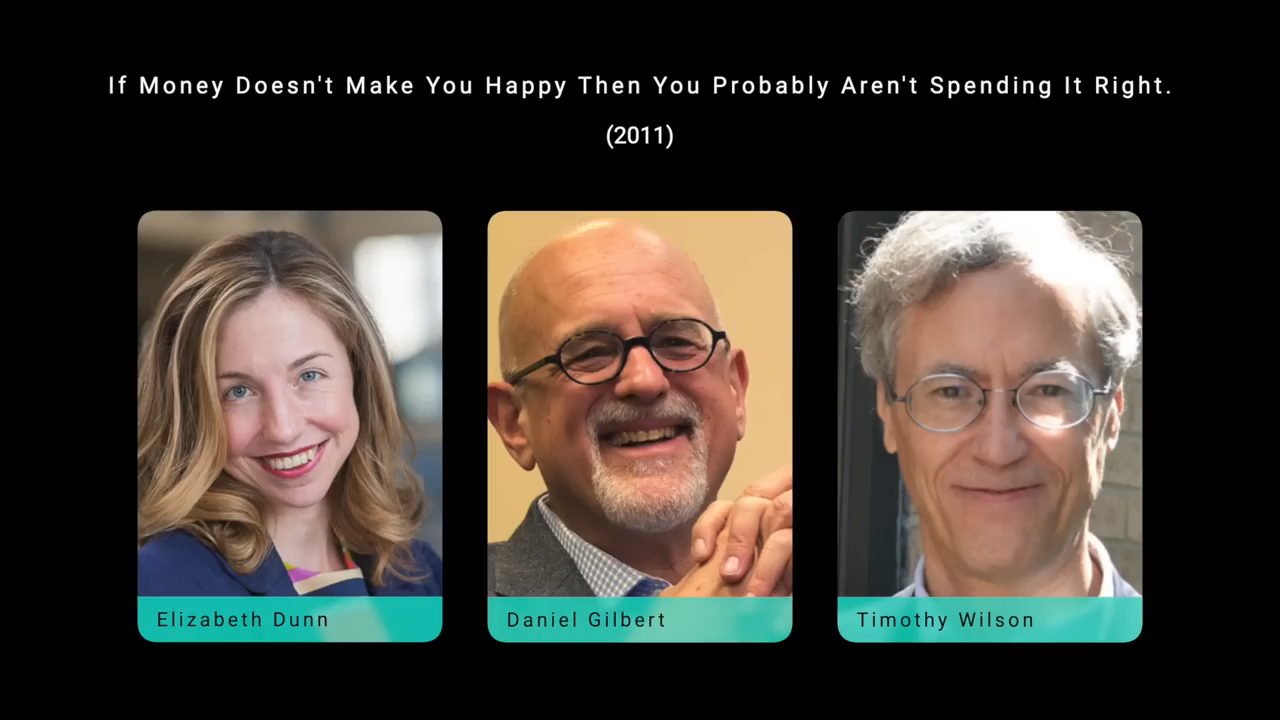 If Money Doesn't Make You Happy Then You Probably Aren't Spending It Right.
(2011)
Elizabeth Dunn
Daniel Gilbert
Timothy Wilson